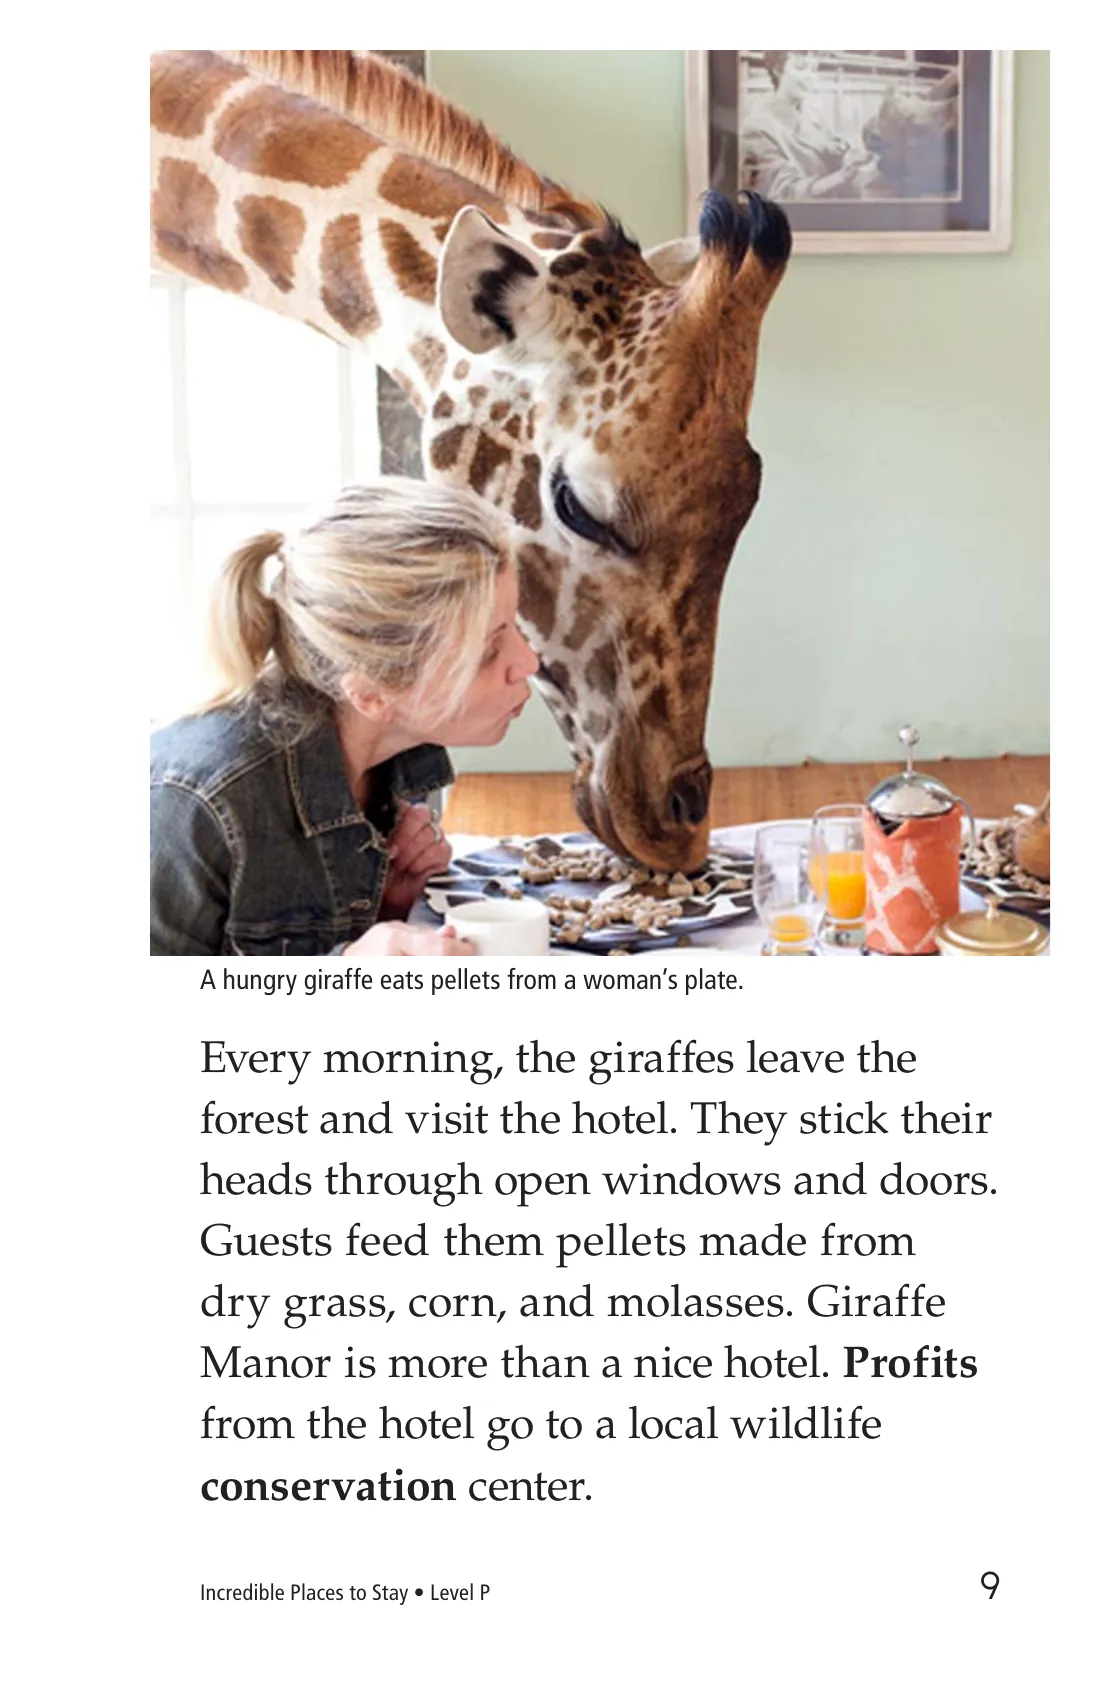 A hungry giraffe eats pellets from a woman’s plate.
Every morning, the giraffes leave the
forest and visit the hotel. They stick their
heads through open windows and doors.
Guests feed them pellets made from
dry grass, corn, and molasses. Giraffe
Manor is more than a nice hotel. Profits
from the hotel go to a local wildlife
conservation center.
Incredible Places to Stay • Level P
9